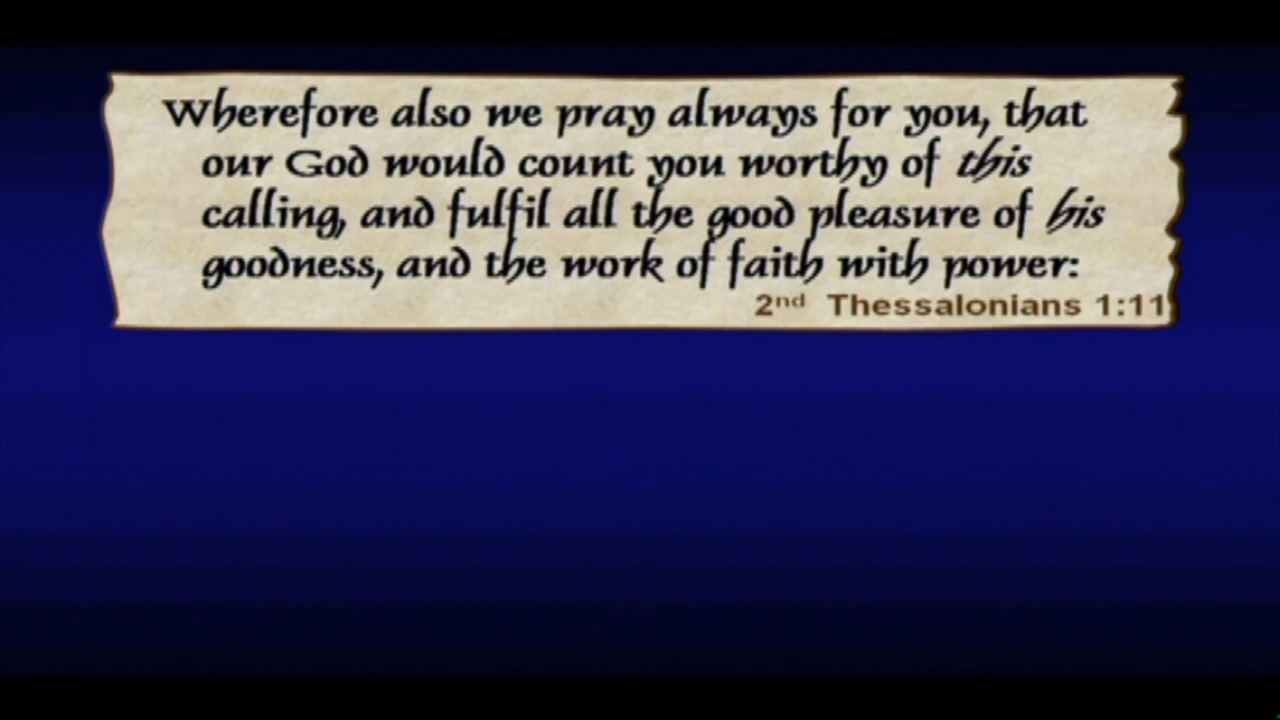 Wherefore also we pray always for you, that
our God would count you worthy of this
calling, and fulfil all the good pleasure of his
goodness, and the work of faith with power:
2nd Thessalonians 1:11